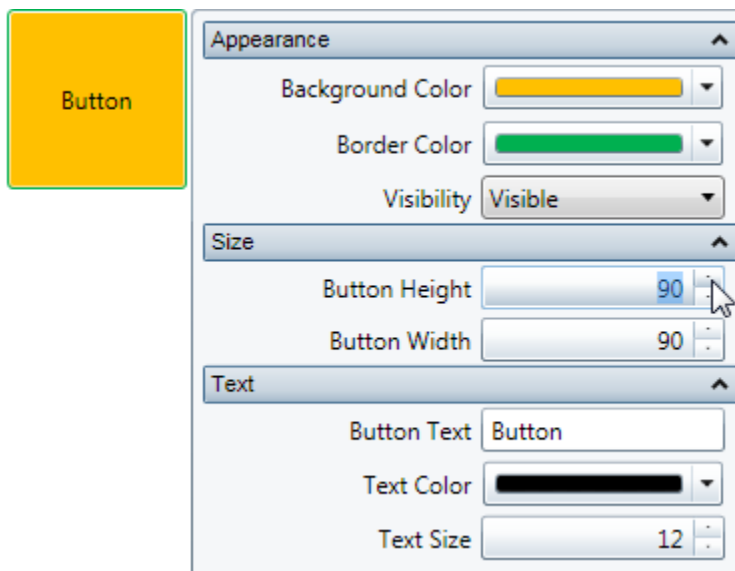 Button
Appearance
Background Color
Border Color
Visibility Visible
Size
Button Height 90
Button Width 90
Text
Button Text Button
Text Color
Text Size 12